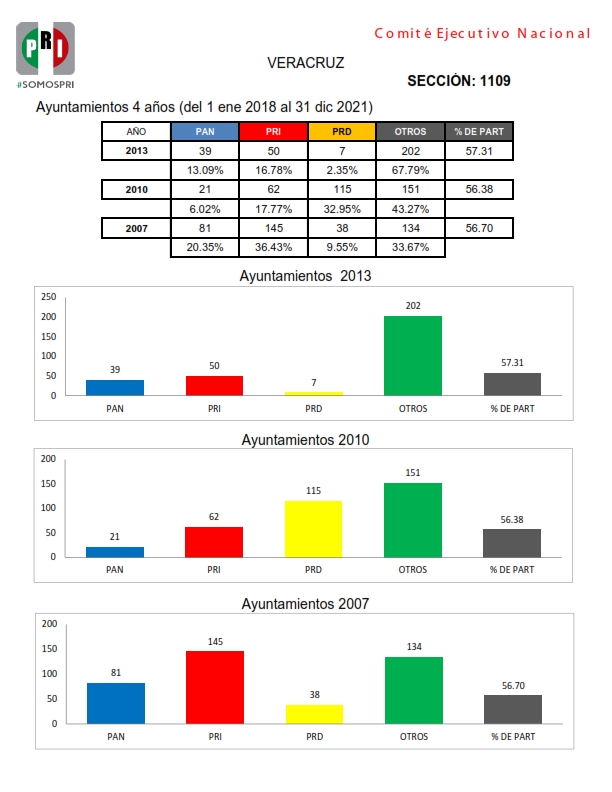 PRI
#SOMOSPRI
Comité Ejecutivo Nacional
VERACRUZ
SECCIÓN: 1109
Ayuntamientos 4 años (del 1 ene 2018 al 31 dic 2021)
AÑO PAN PRI PRD OTROS % DE PART
2013 39 50 7 202 57.31
13.09% 16.78% 2.35% 67.79%
2010 21 62 115 151 56.38
6.02% 17.77% 32.95% 43.27%
2007 81 145 38 134 56.70
20.35% 36.43% 9.55% 33.67%
Ayuntamientos 2013
250
200
150
100
50
0
39
50
7
202
57.31
PAN PRI PRD OTROS % DE PART
Ayuntamientos 2010
200
150
100
50
0
21
62
115
151
56.38
PAN PRI PRD OTROS % DE PART
Ayuntamientos 2007
200
150
100
50
0
81
145
38
134
56.70
PAN PRI PRD OTROS % DE PART